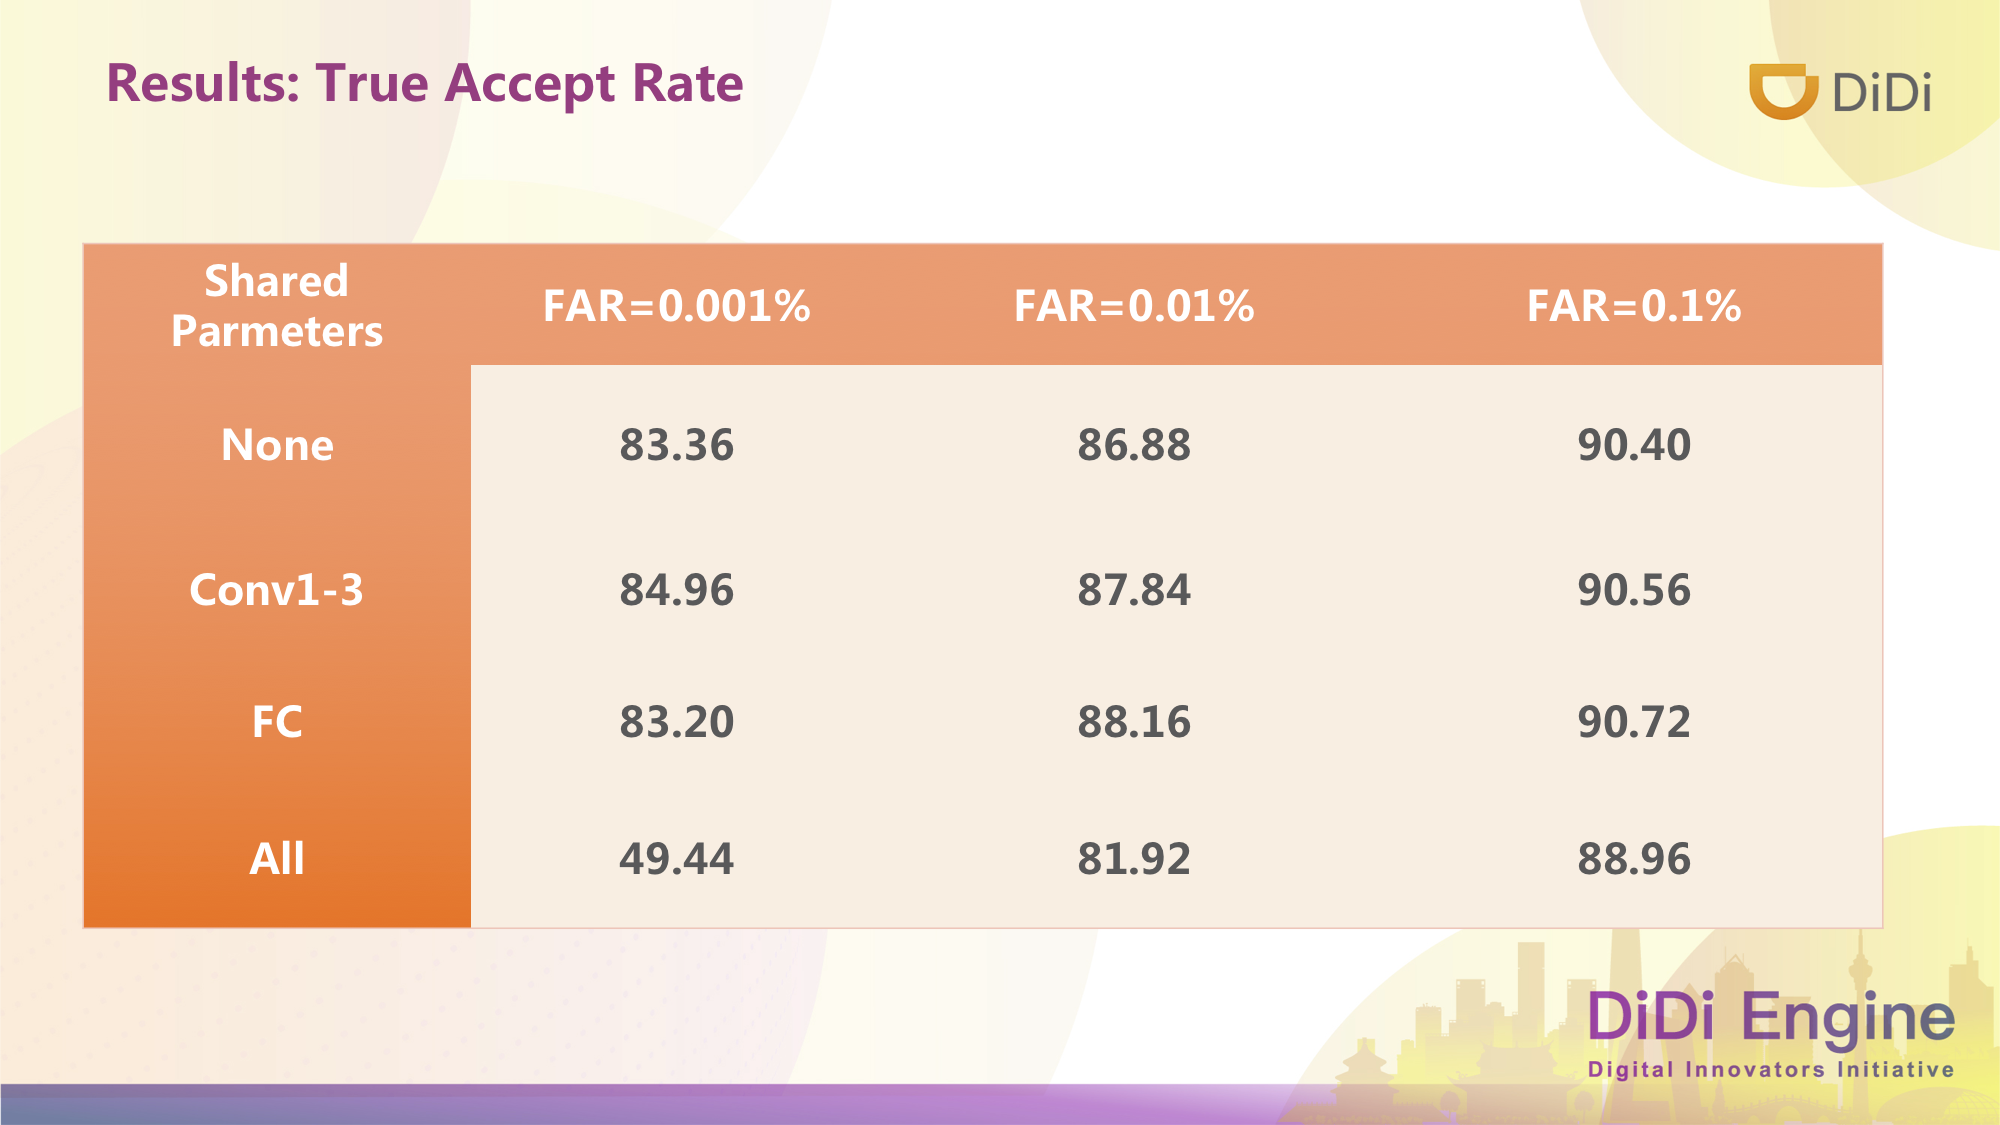 Results: True Accept Rate
DiDi
Shared
Parmeters
FAR=0.001%
FAR=0.01%
FAR=0.1%
None
83.36
86.88
90.40
Conv1-3
84.96
87.84
90.56
FC
83.20
88.16
90.72
All
49.44
81.92
88.96
DiDi Engine
Digital Innovators Initiative